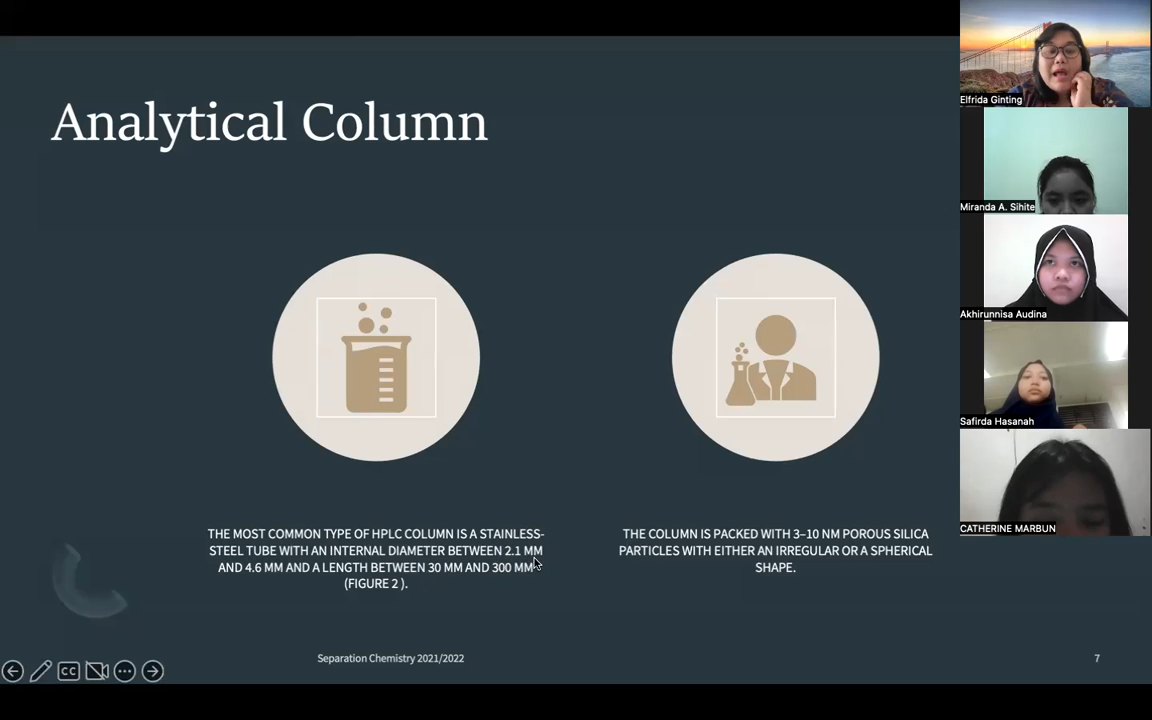 Analytical Column
THE MOST COMMON TYPE OF HPLC COLUMN IS A STAINLESS-
STEEL TUBE WITH AN INTERNAL DIAMETER BETWEEN 2.1 MM
AND 4.6 MM AND A LENGTH BETWEEN 30 MM AND 300 MM
(FIGURE 2 ).
THE COLUMN IS PACKED WITH 3–10 NM POROUS SILICA
PARTICLES WITH EITHER AN IRREGULAR OR A SPHERICAL
SHAPE.
Separation Chemistry 2021/2022
7
CC
Elfrida Ginting
Miranda A. Sihite
Akhirunnisa Audina
Safirda Hasanah
CATHERINE MARBUN